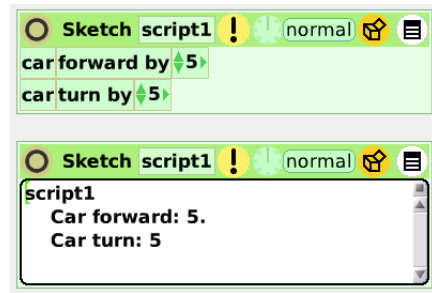 Sketch script1 ! normal
car forward by 5
car turn by 5
Sketch script1 ! normal
script1
Car forward: 5.
Car turn: 5